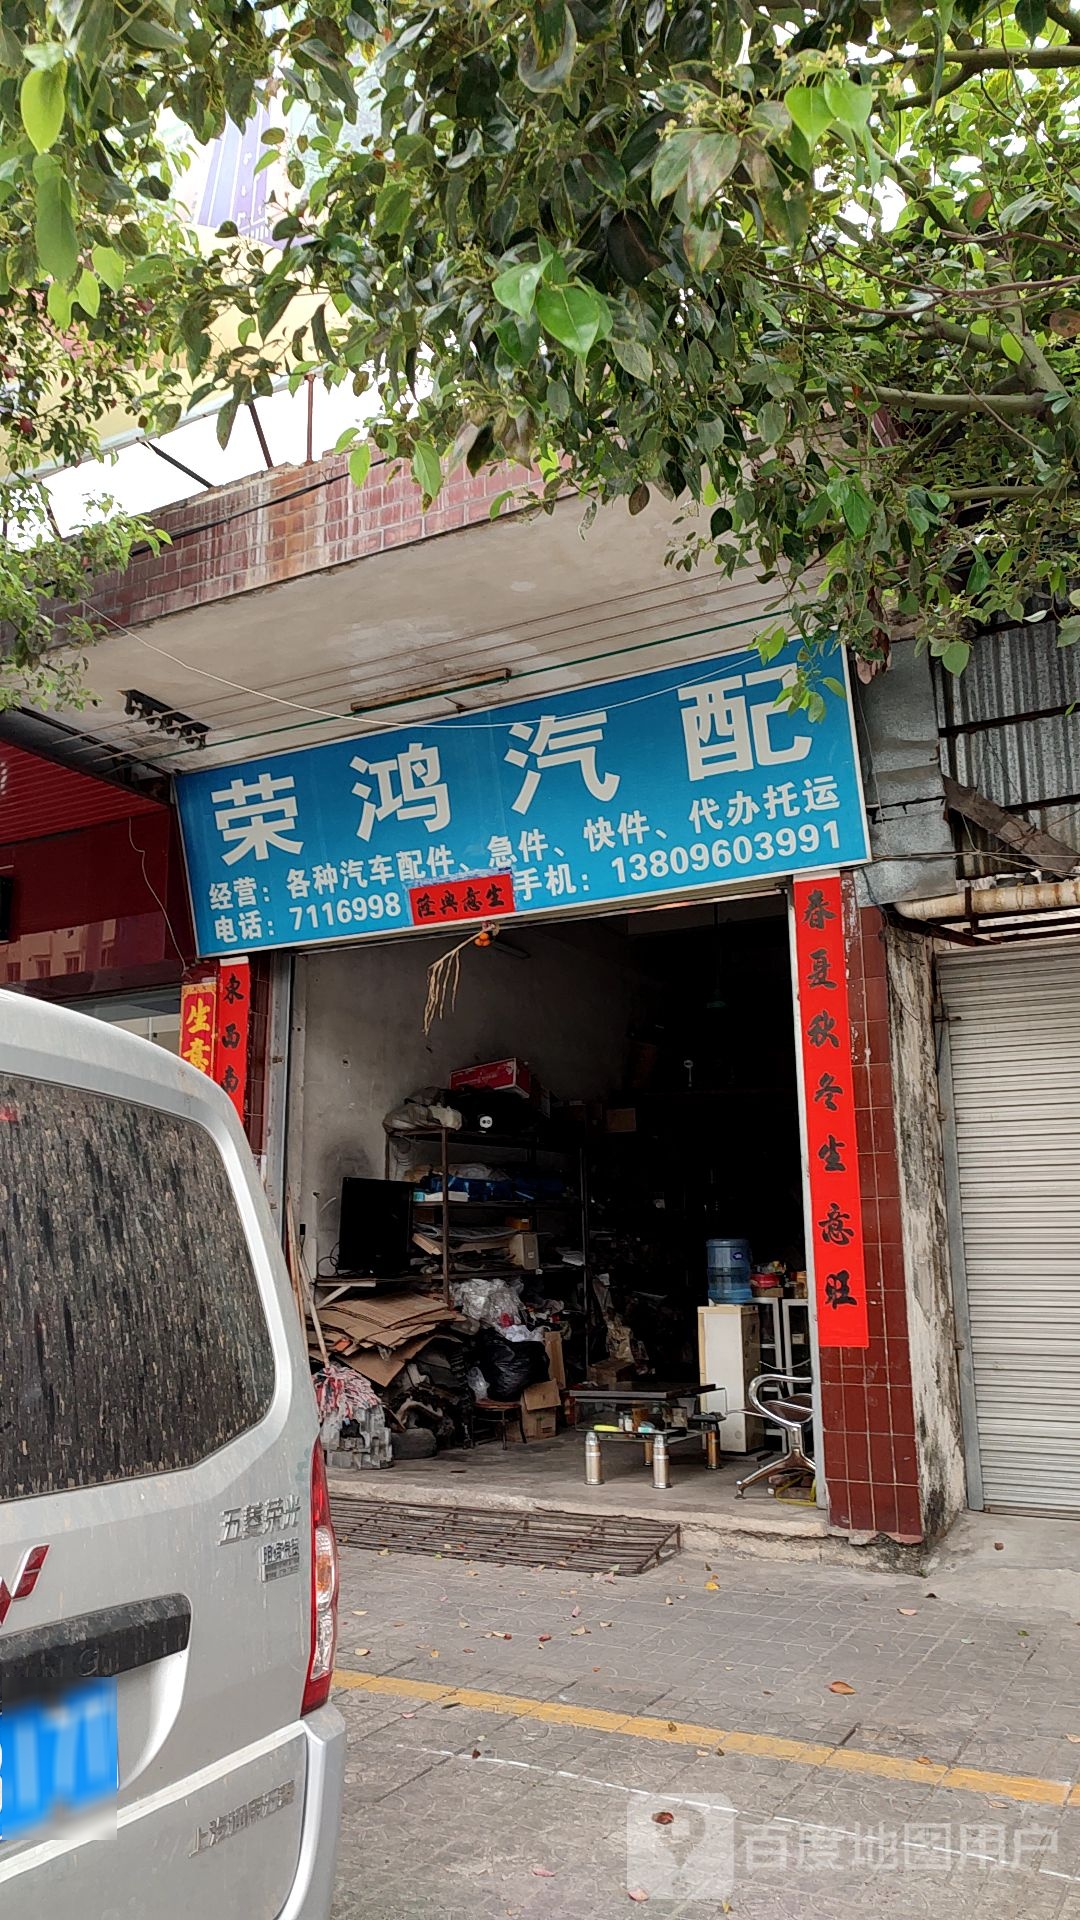 荣鸿汽配
经营：各种汽车配件、急件、快件、代办托运
电话：7116998 手机：13809603991
隆興意生
东西南
生意
春夏秋冬生意旺
五菱荣光
百度地图用户